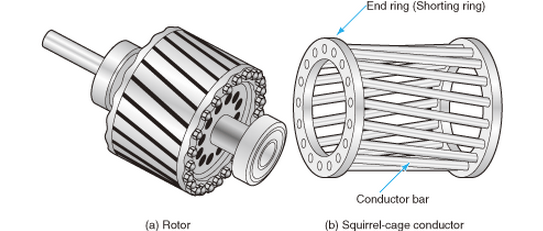 End ring (Shorting ring)
Conductor bar
(a) Rotor
(b) Squirrel-cage conductor